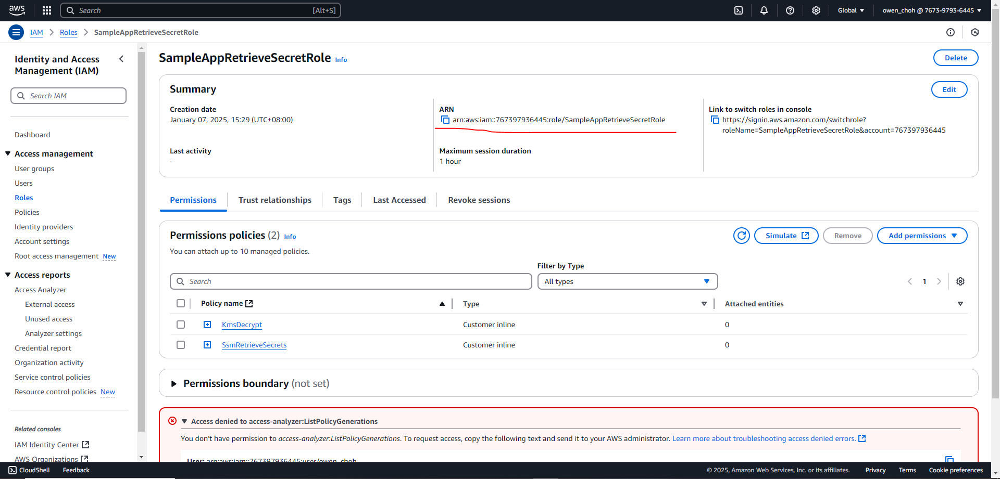 aws
Search
[Alt+S]
Global
owen_choh @ 7673-9793-6445
IAM
Roles
SampleAppRetrieveSecretRole
Identity and Access
Management (IAM)
Search IAM
Dashboard
Access management
User groups
Users
Roles
Policies
Identity providers
Account settings
Root access management New
Access reports
Access Analyzer
External access
Unused access
Analyzer settings
Credential report
Organization activity
Service control policies
Resource control policies New
Related consoles
IAM Identity Center
AWS Organizations
SampleAppRetrieveSecretRole Info
Delete
Summary
Edit
Creation date
January 07, 2025, 15:29 (UTC+08:00)
ARN
arn:aws:iam::767397936445:role/SampleAppRetrieveSecretRole
Link to switch roles in console
https://signin.aws.amazon.com/switchrole?
roleName=SampleAppRetrieveSecretRole&account=767397936445
Last activity
-
Maximum session duration
1 hour
Permissions
Trust relationships
Tags
Last Accessed
Revoke sessions
Permissions policies (2) Info
Simulate
Remove
Add permissions
You can attach up to 10 managed policies.
Filter by Type
Search
All types
1
Policy name
Type
Attached entities
KmsDecrypt
Customer inline
0
SsmRetrieveSecrets
Customer inline
0
Permissions boundary (not set)
Access denied to access-analyzer:ListPolicyGenerations
You don't have permission to access-analyzer:ListPolicyGenerations. To request access, copy the following text and send it to your AWS administrator. Learn more about troubleshooting access denied errors.
User: arn:aws:iam::767397936445:user/owen_choh
CloudShell
Feedback
© 2025, Amazon Web Services, Inc. or its affiliates.
Privacy
Terms
Cookie preferences